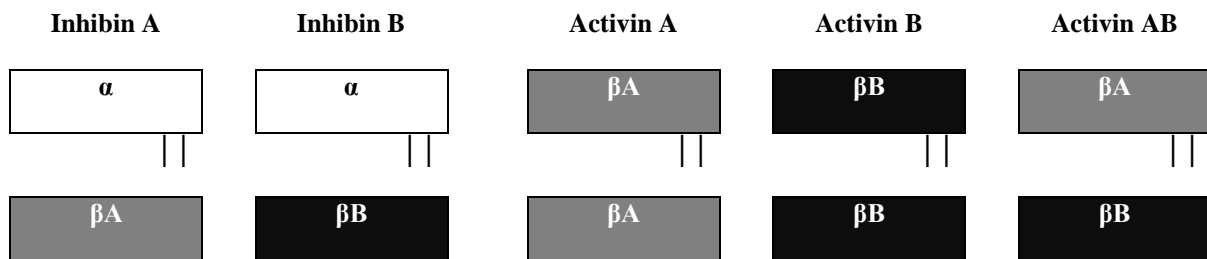 Inhibin A Inhibin B Activin A Activin B Activin AB
α α βA βB βA
βA βB βA βB βB